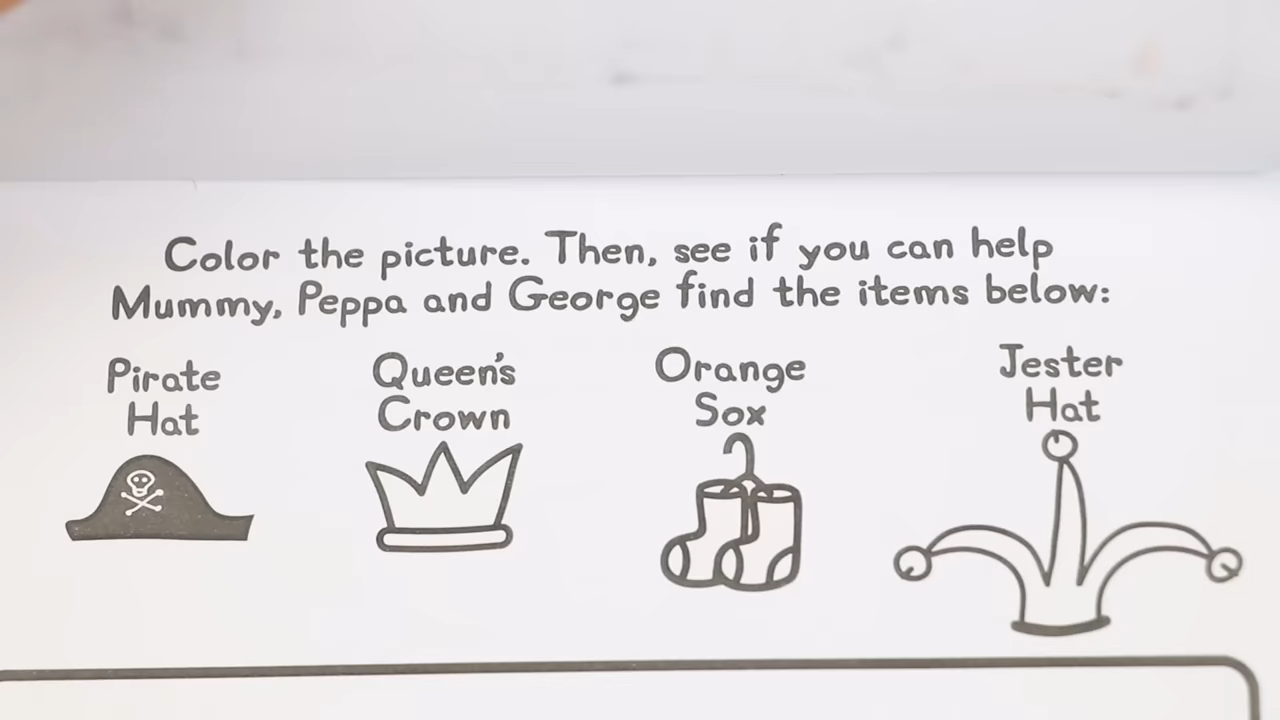 Color the picture. Then, see if you can help
Mummy, Peppa and George find the items below:
Pirate
Hat
Queen's
Crown
Orange
Sox
Jester
Hat